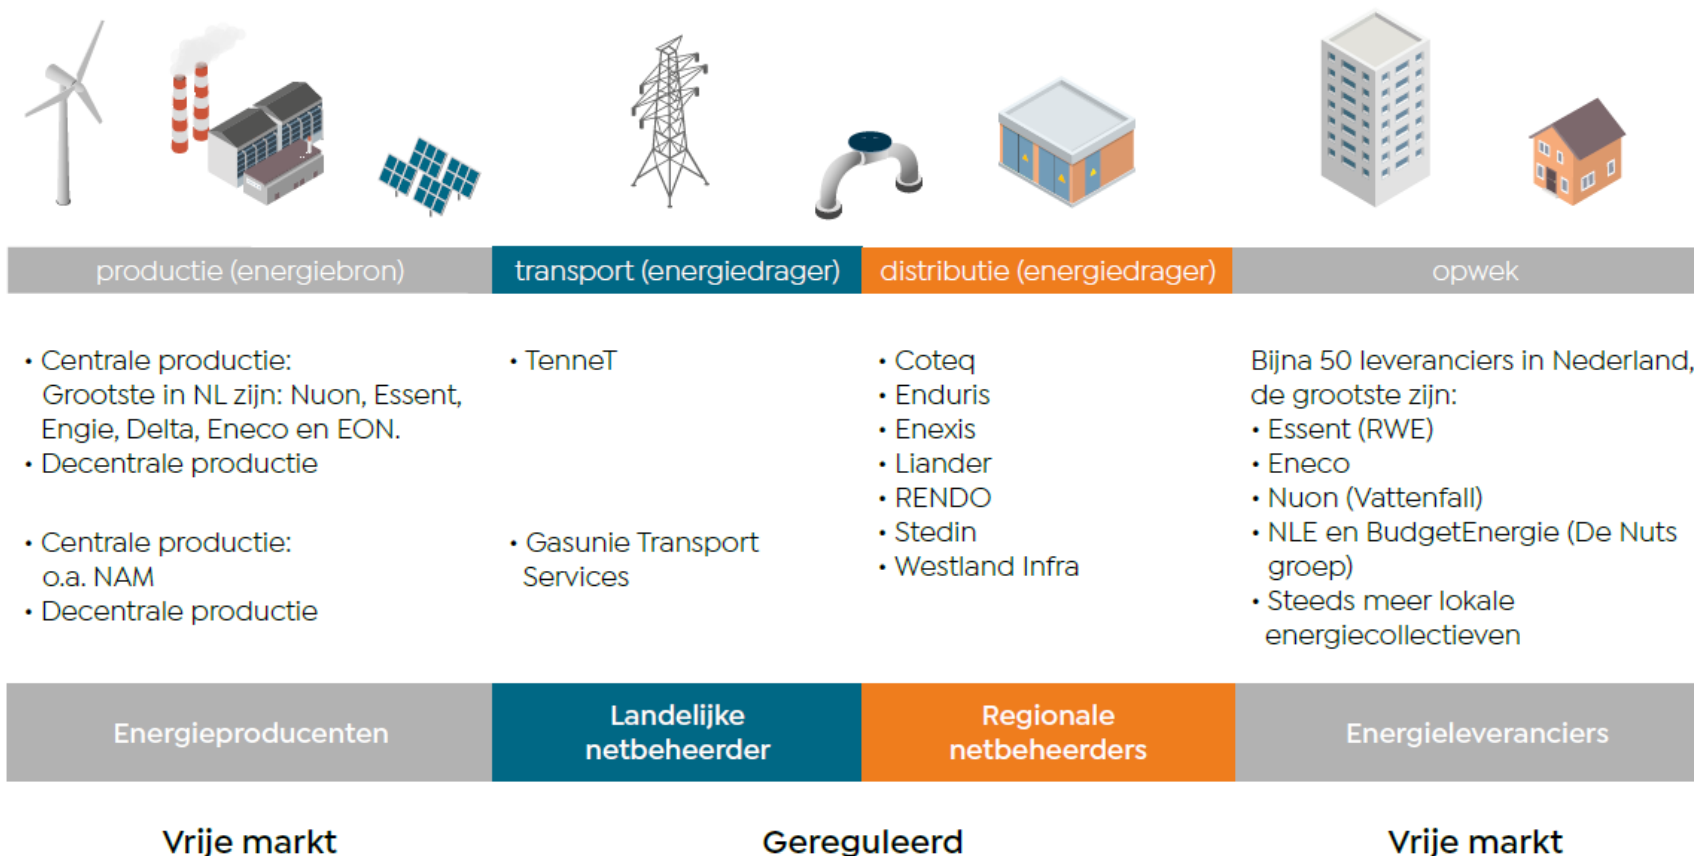 productie (energiebron)
transport (energiedrager)
distributie (energiedrager)
opwek
• Centrale productie:
Grootste in NL zijn: Nuon, Essent,
Engie, Delta, Eneco en EON.
• Decentrale productie
• Centrale productie:
o.a. NAM
• Decentrale productie
• TenneT
• Gasunie Transport
Services
• Coteq
• Enduris
• Enexis
• Liander
• RENDO
• Stedin
• Westland Infra
Bijna 50 leveranciers in Nederland,
de grootste zijn:
• Essent (RWE)
• Eneco
• Nuon (Vattenfall)
• NLE en BudgetEnergie (De Nuts
groep)
• Steeds meer lokale
energiecollectieven
Energieproducenten
Landelijke
netbeheerder
Regionale
netbeheerders
Energieleveranciers
Vrije markt
Gereguleerd
Vrije markt